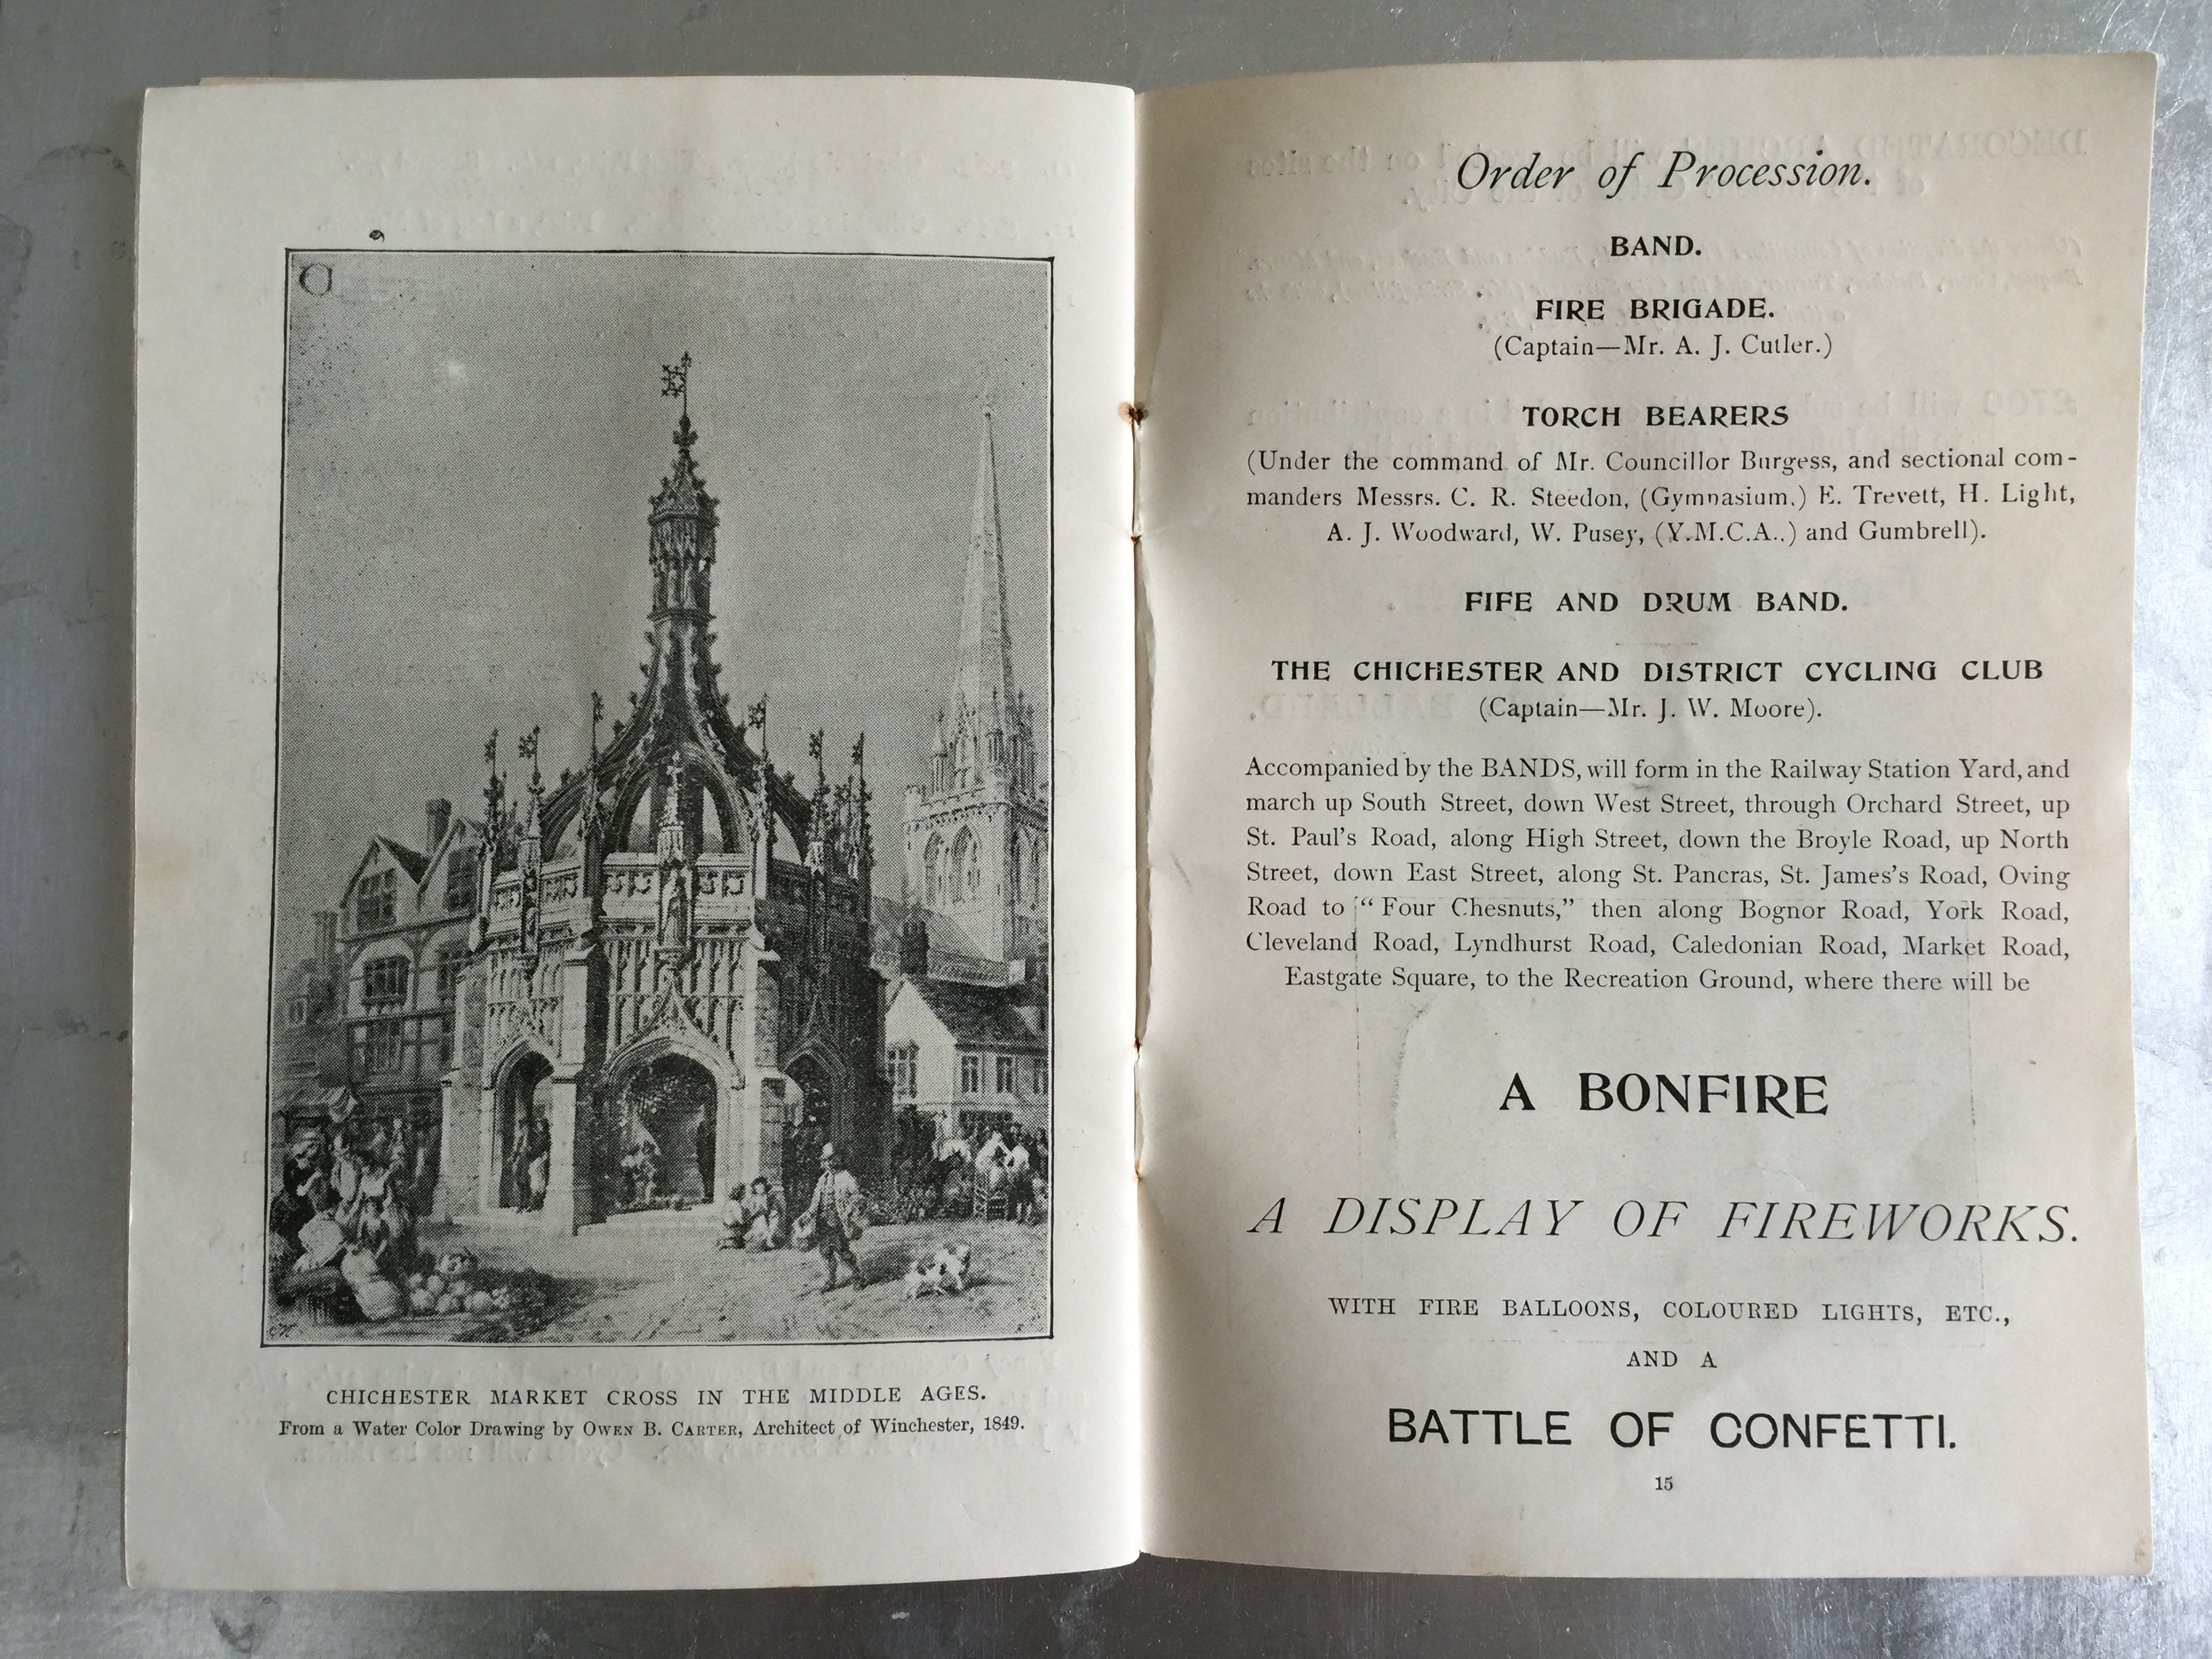 CHICHESTER MARKET CROSS IN THE MIDDLE AGES.
From a Water Color Drawing by OWEN B. CARTER, Architect of Winchester, 1849.
Order of Procession.
BAND.
FIRE BRIGADE.
(Captain—Mr. A. J. Cutler.)
TORCH BEARERS
(Under the command of Mr. Councillor Burgess, and sectional com-
manders Messrs. C. R. Steedon, (Gymnasium.) E. Trevett, H. Light,
A. J. Woodward, W. Pusey, (Y.M.C.A..) and Gumbrell).
FIFE AND DRUM BAND.
THE CHICHESTER AND DISTRICT CYCLING CLUB
(Captain—Mr. J. W. Moore).
Accompanied by the BANDS, will form in the Railway Station Yard, and
march up South Street, down West Street, through Orchard Street, up
St. Paul's Road, along High Street, down the Broyle Road, up North
Street, down East Street, along St. Pancras, St. James's Road, Oving
Road to "Four Chesnuts," then along Bognor Road, York Road,
Cleveland Road, Lyndhurst Road, Caledonian Road, Market Road,
Eastgate Square, to the Recreation Ground, where there will be
A BONFIRE
A DISPLAY OF FIREWORKS.
WITH FIRE BALLOONS, COLOURED LIGHTS, ETC.,
AND A
BATTLE OF CONFETTI.
15